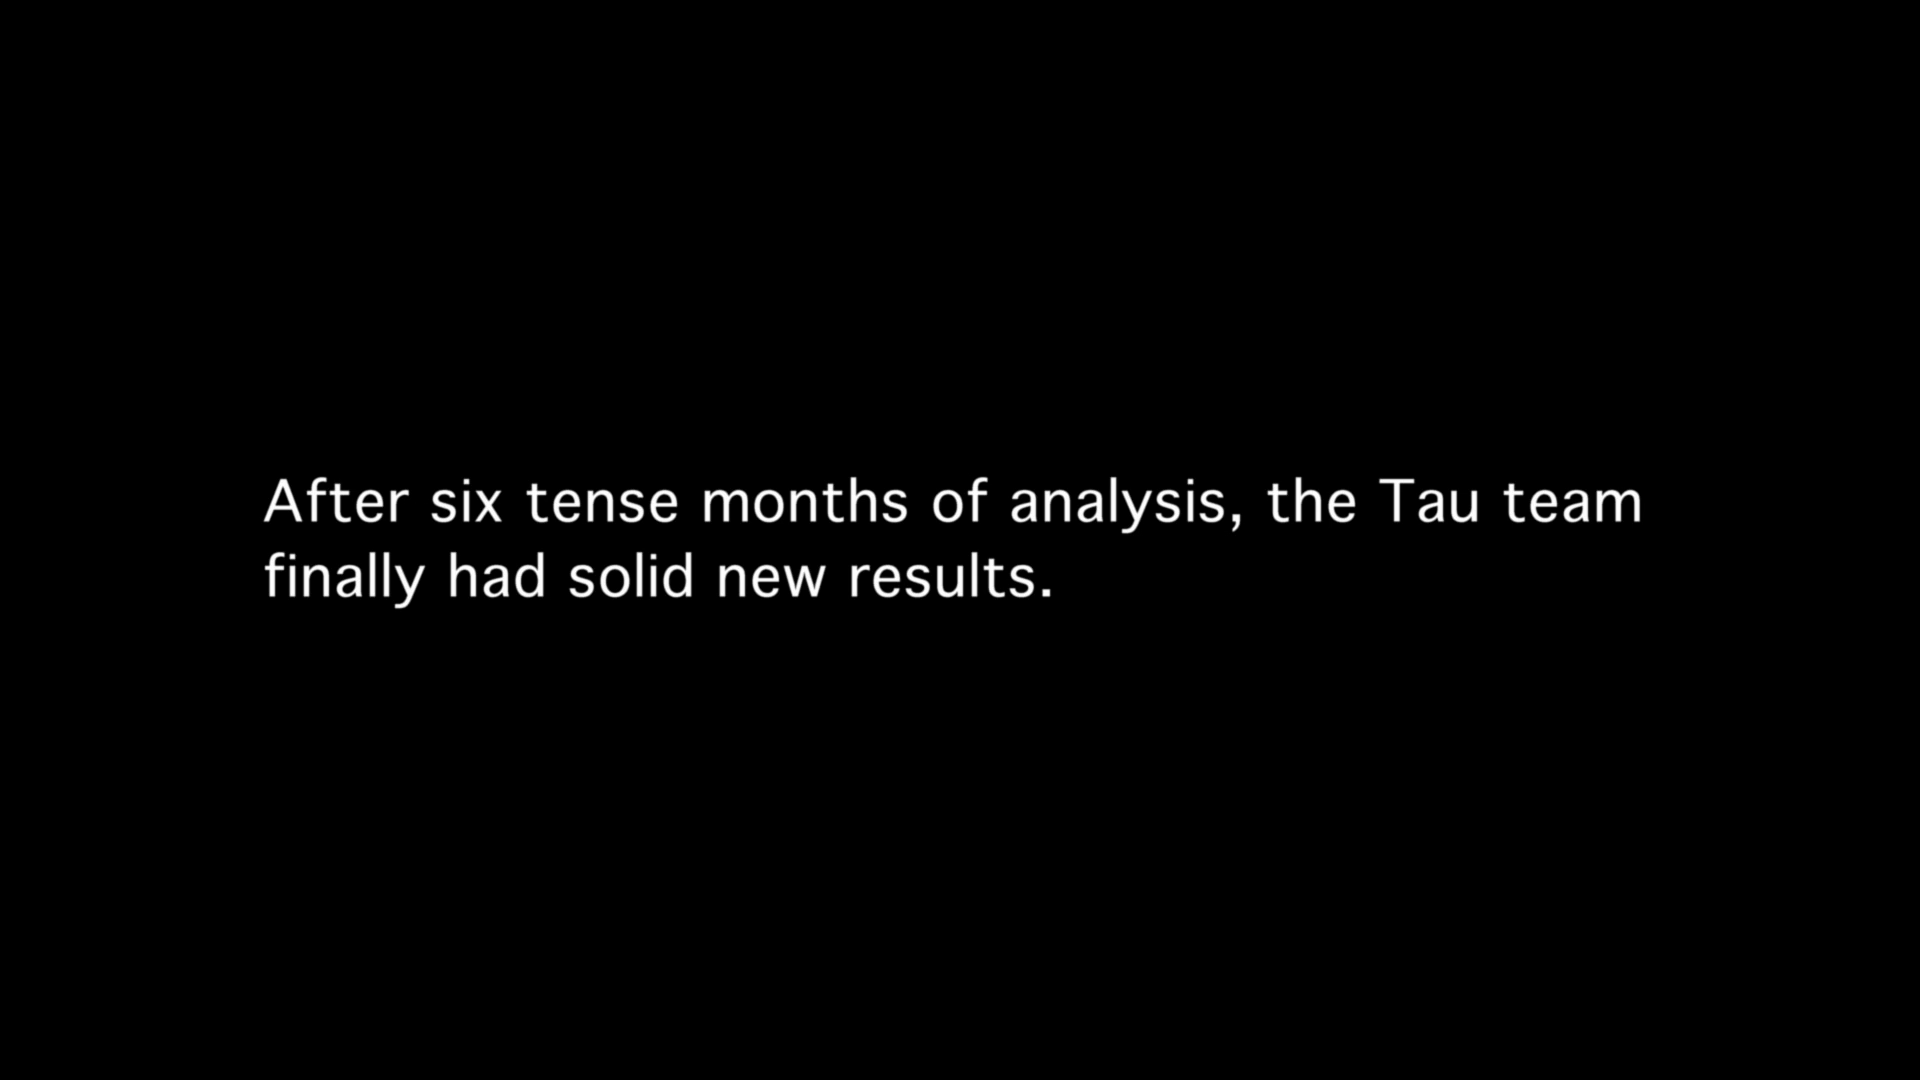 After six tense months of analysis, the Tau team
finally had solid new results.